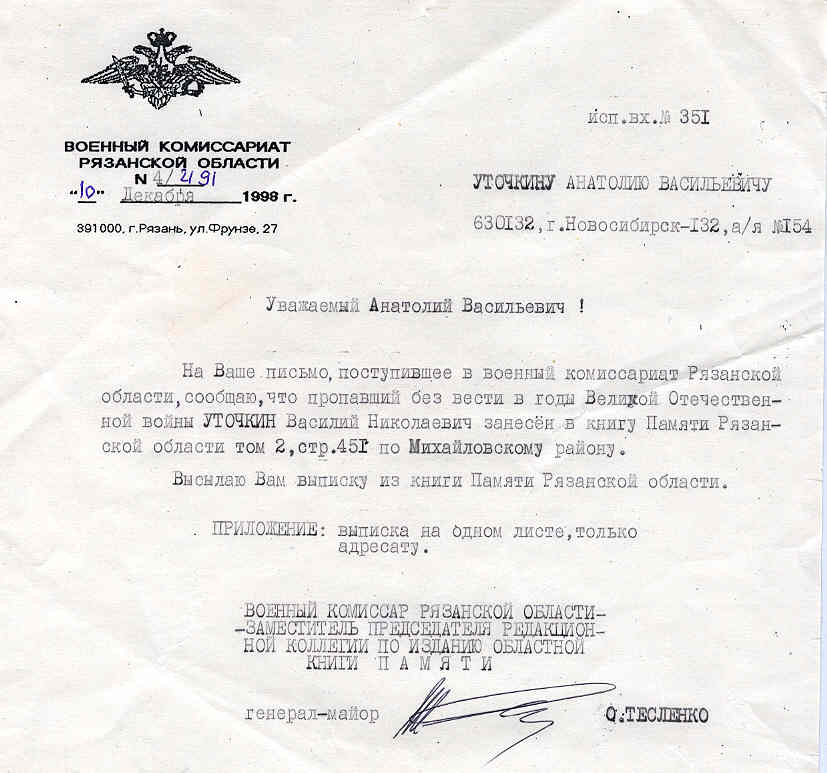 исп.вх.№ 351
ВОЕННЫЙ КОМИССАРИАТ
РЯЗАНСКОЙ ОБЛАСТИ
N 4/2191
"10" Декабря 1998 г.
391000, г.Рязань, ул.Фрунзе, 27
УТОЧКИНУ АНАТОЛИЮ ВАСИЛЬЕВИЧУ
630132,г.Новосибирск-132,а/я №154
Уважаемый Анатолий Васильевич !
На Ваше письмо,поступившее в военный комиссариат Рязанской
области,сообщаю,что пропавший без вести в годы Великой Отечествен-
ной войны УТОЧКИН Василий Николаевич занесён в книгу Памяти Рязан-
ской области том 2,стр.451 по Михайловскому району.
Высылаю Вам выписку из книги Памяти Рязанской области.
ПРИЛОЖЕНИЕ: выписка на одном листе,только
адресату.
ВОЕННЫЙ КОМИССАР РЯЗАНСКОЙ ОБЛАСТИ-
-ЗАМЕСТИТЕЛЬ ПРЕДСЕДАТЕЛЯ РЕДАКЦИОН-
НОЙ КОЛЛЕГИИ ПО ИЗДАНИЮ ОБЛАСТНОЙ
КНИГИ П А М Я Т И
генерал-майор С.ТЕСЛЕНКО